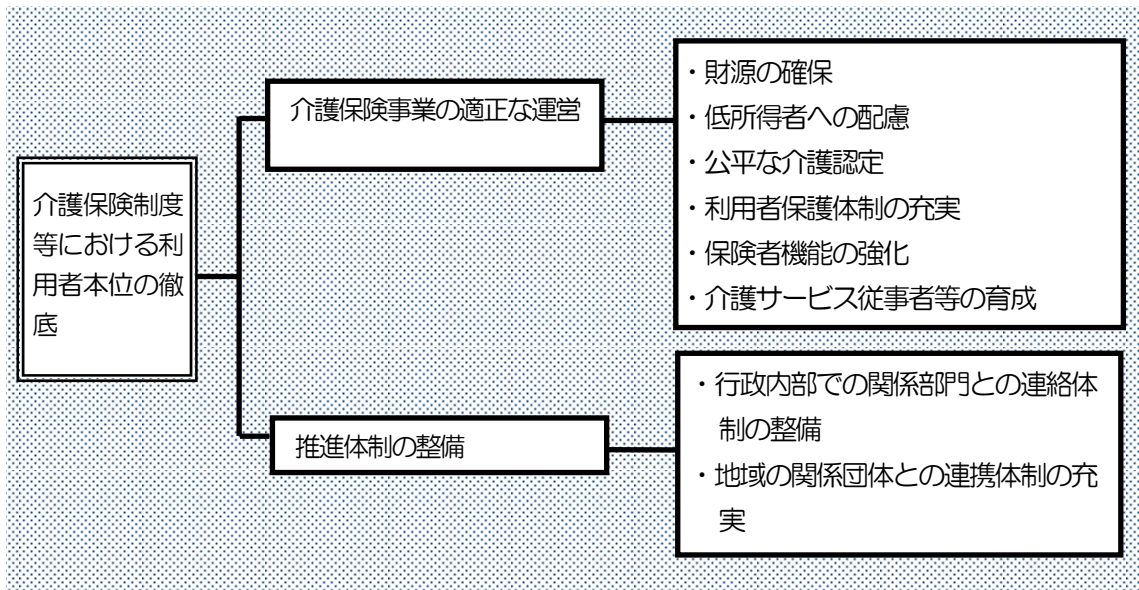 介護保険制度
等における利
用者本位の徹
底
介護保険事業の適正な運営
・財源の確保
・低所得者への配慮
・公平な介護認定
・利用者保護体制の充実
・保険者機能の強化
・介護サービス従事者等の育成
推進体制の整備
・行政内部での関係部門との連絡体
制の整備
・地域の関係団体との連携体制の充
実